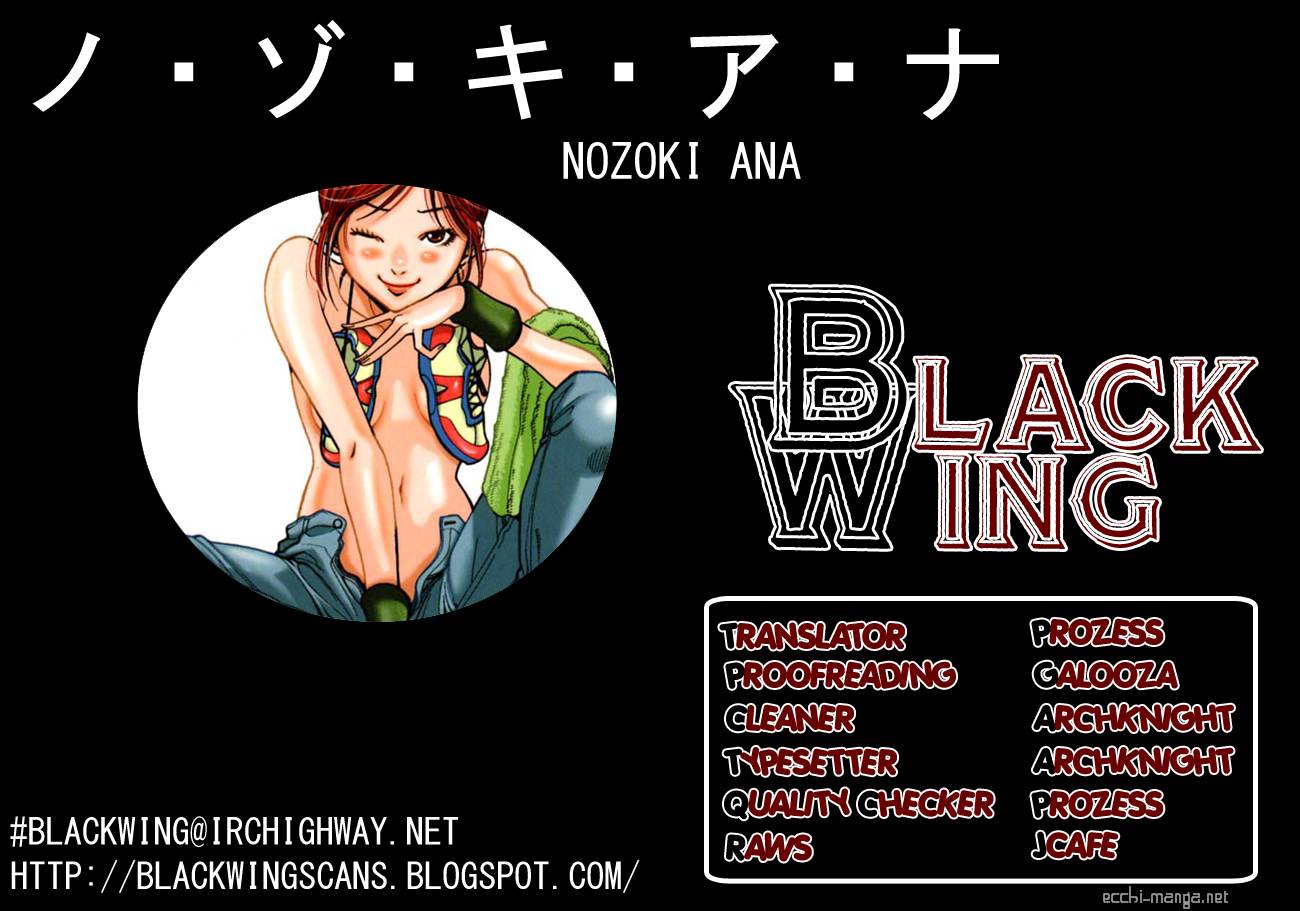 ノ・ゾ・キ・ア・ナ
NOZOKI ANA
BLACK
WING
TRANSLATOR PROZESS
PROOFREADING GALOOZA
CLEANER ARCHKNIGHT
TYPESETTER ARCHKNIGHT
QUALITY CHECKER PROZESS
RAWS JCAFE
#BLACKWING@IRCHIGHWAY.NET
HTTP://BLACKWINGSCANS.BLOGSPOT.COM/
ecchi-manga.net